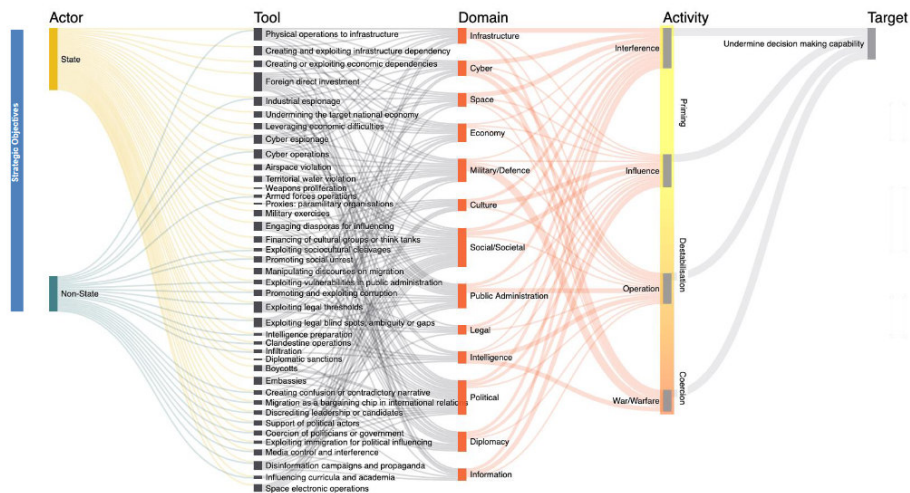 Actor
Tool
Domain
Activity
Target
Strategic Objectives
State
Non-State
Physical operations to infrastructure
Creating and exploiting infrastructure dependency
Creating or exploiting economic dependencies
Foreign direct investment
Industrial espionage
Undermining the target national economy
Leveraging economic difficulties
Cyber espionage
Cyber operations
Airspace violation
Territorial water violation
Weapons proliferation
Armed forces operations
Proxies: paramilitary organisations
Military exercises
Engaging diasporas for influencing
Financing of cultural groups or think tanks
Exploiting sociocultural cleavages
Promoting social unrest
Manipulating discourses on migration
Exploiting vulnerabilities in public administration
Promoting and exploiting corruption
Exploiting legal thresholds
Exploiting legal blind spots, ambiguity or gaps
Intelligence preparation
Clandestine operations
Infiltration
Diplomatic sanctions
Boycotts
Embassies
Creating confusion or contradictory narrative
Migration as a bargaining chip in international relations
Discrediting leadership or candidates
Support of political actors
Coercion of politicians or government
Exploiting immigration for political influencing
Media control and interference
Disinformation campaigns and propaganda
Influencing curricula and academia
Space electronic operations
Infrastructure
Cyber
Space
Economy
Military/Defence
Culture
Social/Societal
Public Administration
Legal
Intelligence
Political
Diplomacy
Information
Interference
Influence
Operation
War/Warfare
Priming
Destabilisation
Coercion
Undermine decision making capability